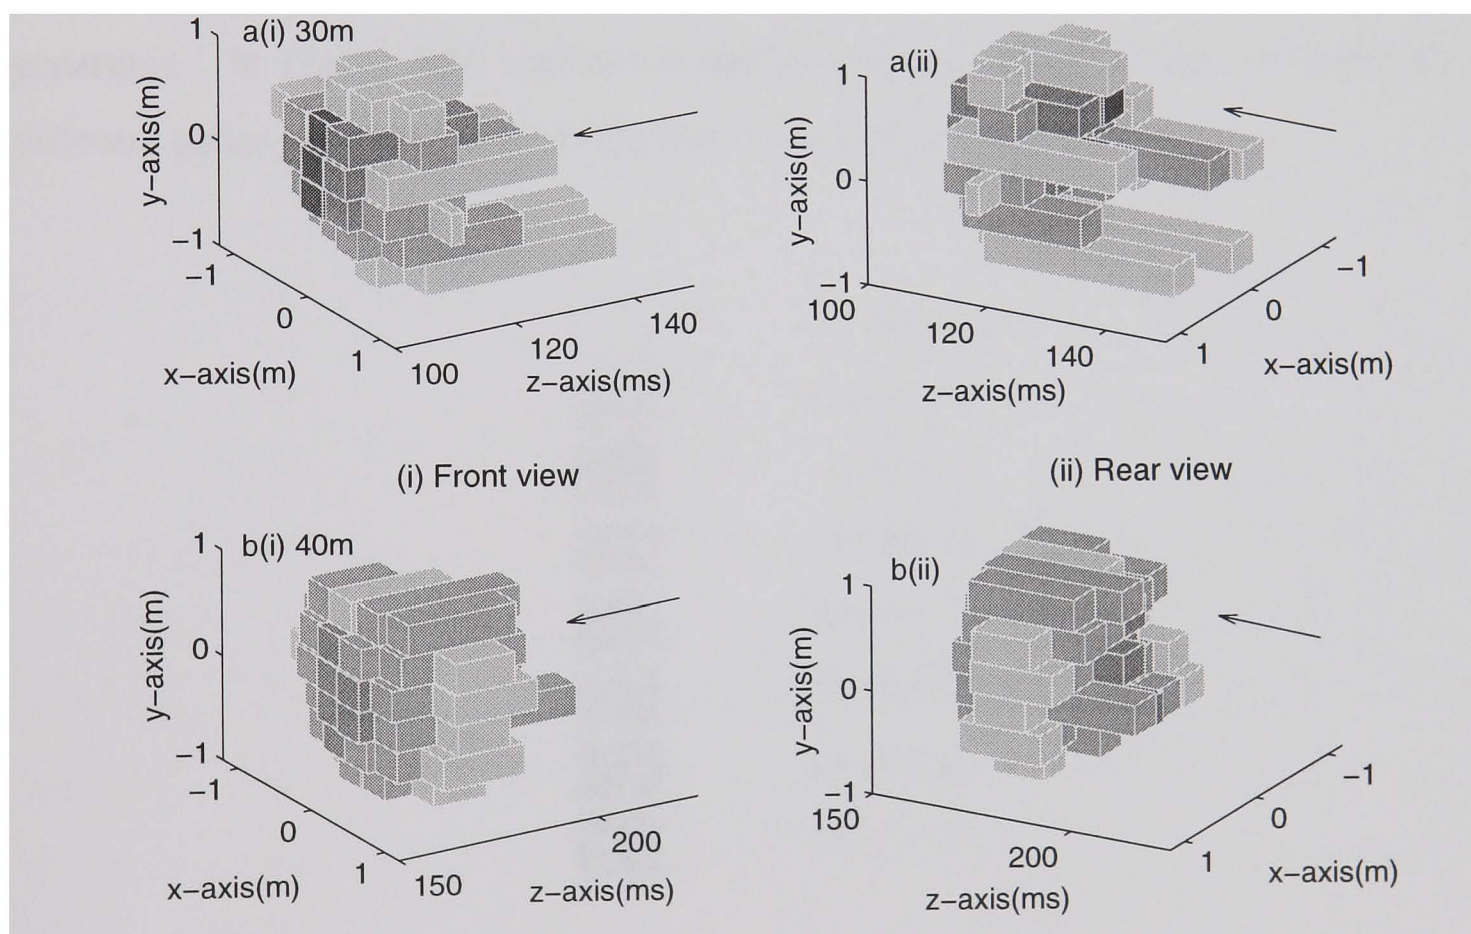 a(i) 30m
1
0
−1
y−axis(m)
−1
0
1
x−axis(m)
100
120
140
z−axis(ms)
a(ii)
1
0
−1
y−axis(m)
100
120
140
z−axis(ms)
−1
0
1
x−axis(m)
(i) Front view
(ii) Rear view
b(i) 40m
1
0
−1
y−axis(m)
−1
0
1
x−axis(m)
150
200
z−axis(ms)
b(ii)
1
0
−1
y−axis(m)
150
200
z−axis(ms)
−1
0
1
x−axis(m)